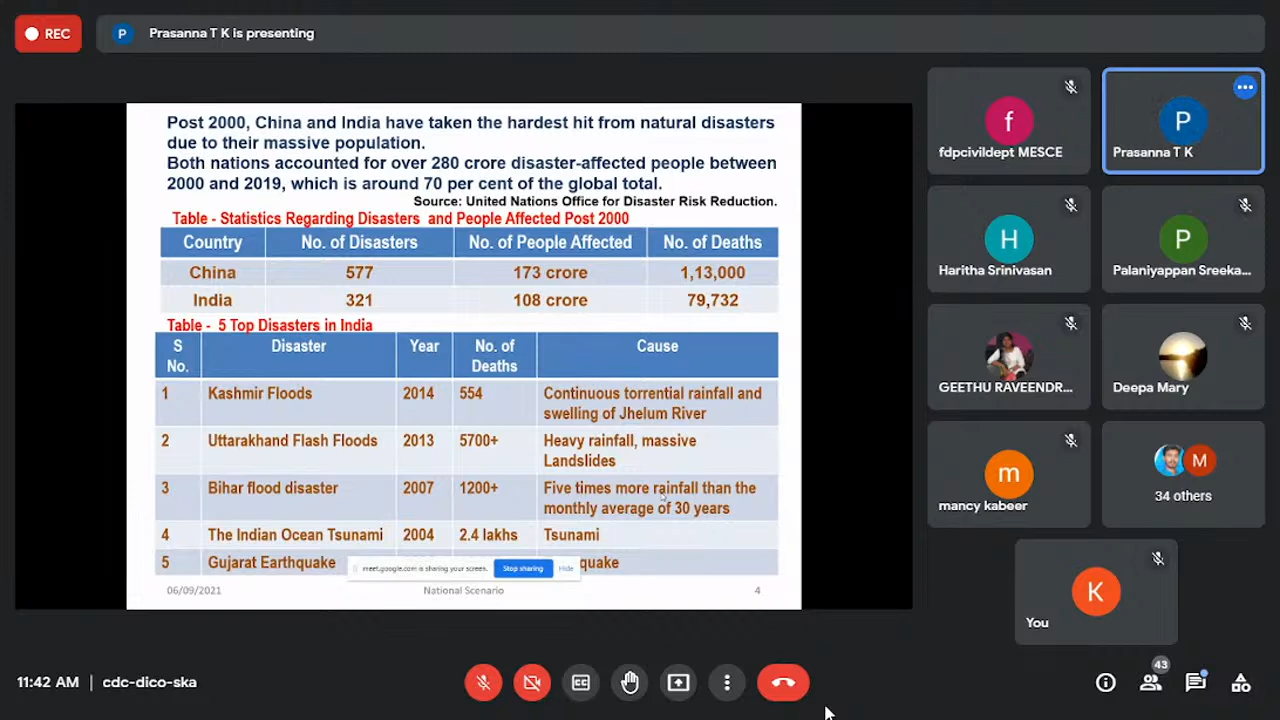 REC
P
Prasanna T K is presenting
Post 2000, China and India have taken the hardest hit from natural disasters
due to their massive population.
Both nations accounted for over 280 crore disaster-affected people between
2000 and 2019, which is around 70 per cent of the global total.
Source: United Nations Office for Disaster Risk Reduction.
Table - Statistics Regarding Disasters and People Affected Post 2000
Country No. of Disasters No. of People Affected No. of Deaths
China 577 173 crore 1,13,000
India 321 108 crore 79,732
Table - 5 Top Disasters in India
S No. Disaster Year No. of Deaths Cause
1 Kashmir Floods 2014 554 Continuous torrential rainfall and
swelling of Jhelum River
2 Uttarakhand Flash Floods 2013 5700+ Heavy rainfall, massive
Landslides
3 Bihar flood disaster 2007 1200+ Five times more rainfall than the
monthly average of 30 years
4 The Indian Ocean Tsunami 2004 2.4 lakhs Tsunami
5 Gujarat Earthquake quake
meet.google.com is sharing your screen. Stop sharing Hide
06/09/2021 National Scenario 4
f
fdpcivildept MESCE
P
Prasanna T K
H
Haritha Srinivasan
P
Palaniyappan Sreeka...
GEETHU RAVEENDR...
Deepa Mary
m
mancy kabeer
M
34 others
K
You
11:42 AM | cdc-dico-ska
CC
43